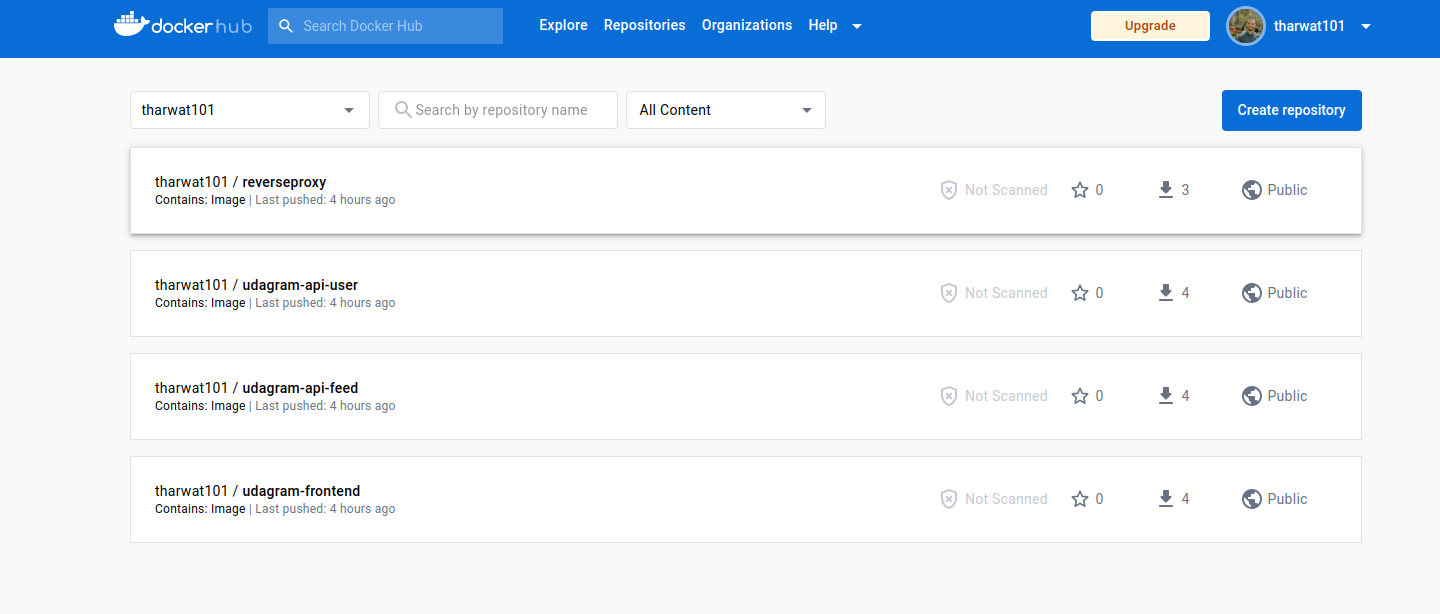 docker hub Search Docker Hub Explore Repositories Organizations Help Upgrade tharwat101
tharwat101 Search by repository name All Content Create repository
tharwat101 / reverseproxy
Contains: Image | Last pushed: 4 hours ago
Not Scanned 0 3 Public
tharwat101 / udagram-api-user
Contains: Image | Last pushed: 4 hours ago
Not Scanned 0 4 Public
tharwat101 / udagram-api-feed
Contains: Image | Last pushed: 4 hours ago
Not Scanned 0 4 Public
tharwat101 / udagram-frontend
Contains: Image | Last pushed: 4 hours ago
Not Scanned 0 4 Public